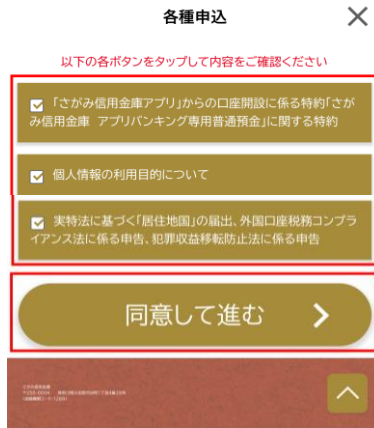 各種申込
以下の各ボタンをタップして内容をご確認ください
「さがみ信用金庫アプリ」からの口座開設に係る特約「さが
み信用金庫　アプリバンキング専用普通預金」に関する特約
個人情報の利用目的について
実特法に基づく「居住地国」の届出、外国口座税務コンプラ
イアンス法に係る申告、犯罪収益移転防止法に係る申告
同意して進む
さがみ信用金庫